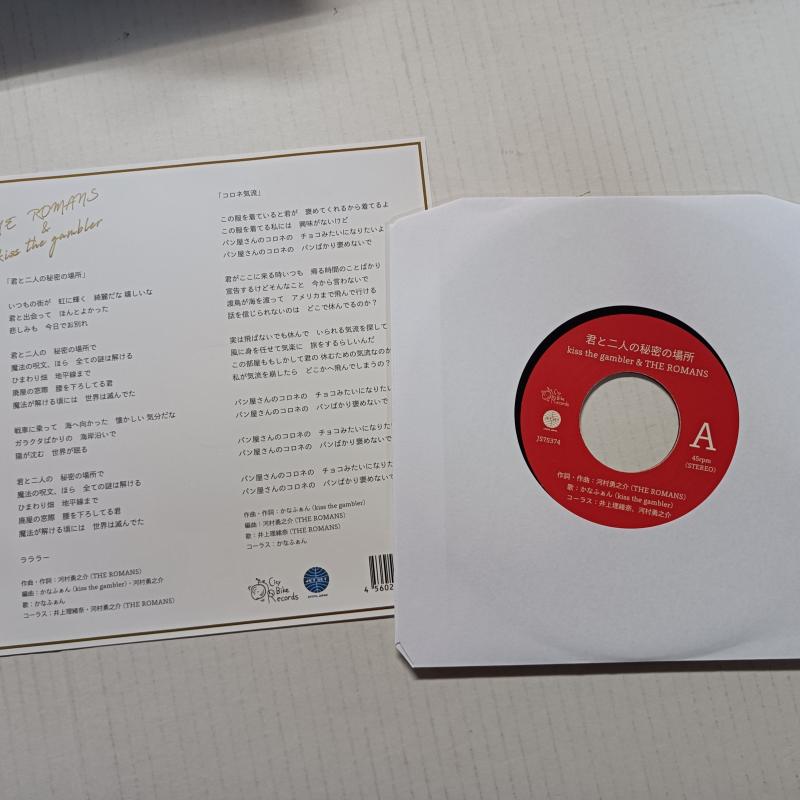 THE ROMANS
&
kiss the gambler
「君と二人の秘密の場所」
いつもの街が 虹に輝く 綺麗だな 嬉しいな
君と出会って ほんとよかった
悲しみも 今日でお別れ
君と二人の 秘密の場所で
魔法の呪文、ほら 全ての謎は解ける
ひまわり畑 地平線まで
廃屋の窓際 腰を下ろしてる君
魔法が解ける頃には 世界は滅んでた
戦車に乗って 海へ向かった 懐かしい 気分だな
ガラクタばかりの 海岸沿いで
陽が沈む 世界が眠る
君と二人の 秘密の場所で
魔法の呪文、ほら 全ての謎は解ける
ひまわり畑 地平線まで
廃屋の窓際 腰を下ろしてる君
魔法が解ける頃には 世界は滅んでた
ラララー
作曲・作詞:河村勇之介 (THE ROMANS)
編曲:かなふぁん (kiss the gambler)・河村勇之介
歌:かなふぁん
コーラス:井上理緒奈・河村勇之介 (THE ROMANS)
「コロネ気流」
この服を着ていると君が 褒めてくれるから着てるよ
この服を着てる私には 興味がないけど
パン屋さんのコロネの チョコみたいになりたいよ
パン屋さんのコロネの パンばかり褒めないで
君がここに来る時いつも 帰る時間のことばかり
宣告するけどそんなこと 今から言わないで
渡鳥が海を渡って アメリカまで飛んで行ける
話を信じられないのは どこで休んでるのか?
実は飛ばないでも休んで いられる気流を探して
風に身を任せて気楽に 旅をするらしいんだ
この部屋ももしかして君の 休むための気流なのか
私が気流を崩したら どこかへ飛んでしまうの?
パン屋さんのコロネの チョコみたいになりたい
パン屋さんのコロネの パンばかり褒めないで
パン屋さんのコロネの チョコみたいになりた
パン屋さんのコロネの パンばかり褒めないで
パン屋さんのコロネの チョコみたいになりた
パン屋さんのコロネの パンばかり褒めないで
作曲・作詞:かなふぁん (kiss the gambler)
編曲:河村勇之介 (THE ROMANS)
歌:井上理緒奈 (THE ROMANS)
コーラス:かなふぁん
City
Bike
Records
JET SET
4 5602
君と二人の秘密の場所
kiss the gambler & THE ROMANS
City
Bike
Records
JET SET
JS7S374
A
45rpm
(STEREO)
作詞・作曲:河村勇之介 (THE ROMANS)
歌:かなふぁん (kiss the gambler)
コーラス:井上理緒奈、河村勇之介